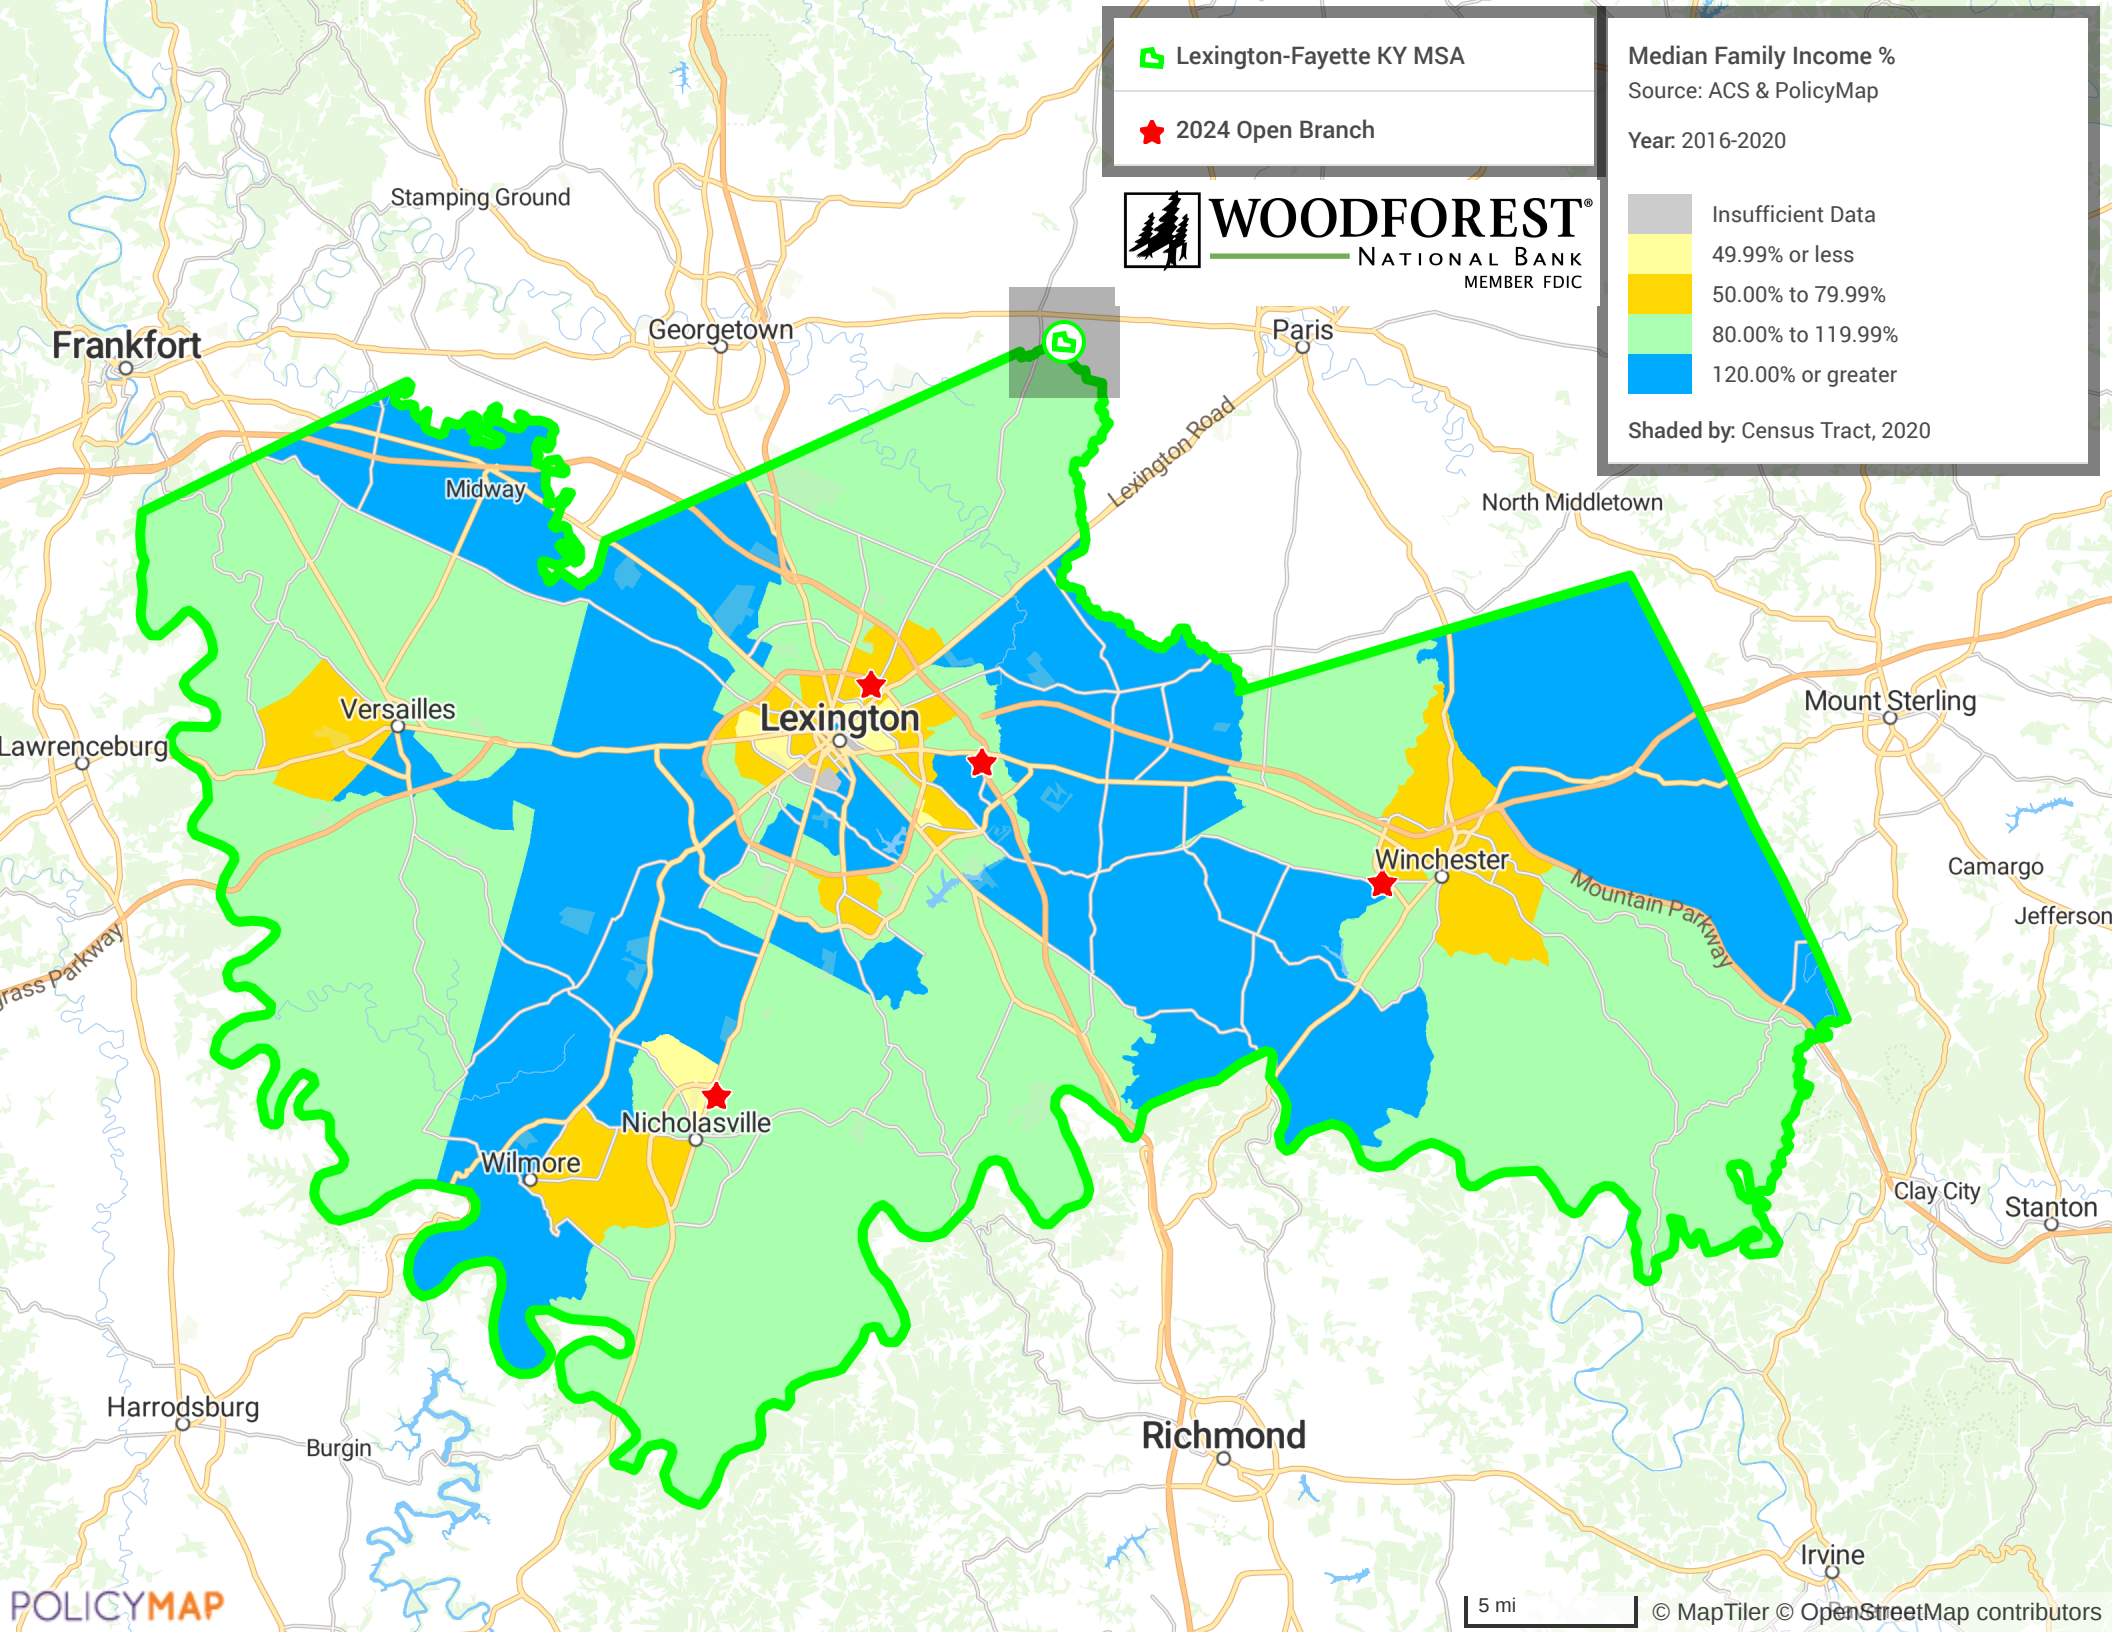 Lexington-Fayette KY MSA
2024 Open Branch
Median Family Income %
Source: ACS & PolicyMap
Year: 2016-2020
Insufficient Data
49.99% or less
50.00% to 79.99%
80.00% to 119.99%
120.00% or greater
Shaded by: Census Tract, 2020
WOODFOREST®
NATIONAL BANK
MEMBER FDIC
Stamping Ground
Georgetown
Paris
Frankfort
Lexington Road
Midway
North Middletown
Versailles
Lexington
Mount Sterling
Lawrenceburg
Winchester
Camargo
Mountain Parkway
Jefferson
grass Parkway
Nicholasville
Wilmore
Clay City
Stanton
Harrodsburg
Burgin
Richmond
Irvine
POLICYMAP
5 mi
© MapTiler © OpenStreetMap contributors